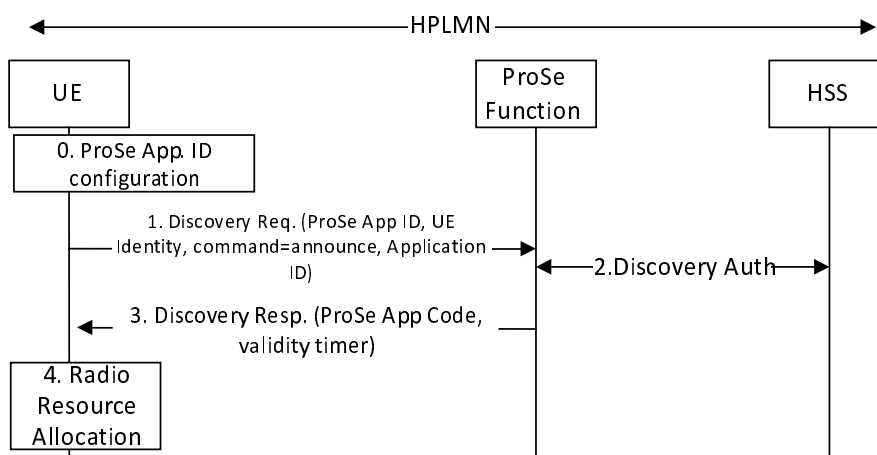 HPLMN
UE
ProSe
Function
HSS
0. ProSe App. ID
configuration
1. Discovery Req. (ProSe App ID, UE
Identity, command=announce, Application
ID)
2.Discovery Auth
3. Discovery Resp. (ProSe App Code,
validity timer)
4. Radio
Resource
Allocation